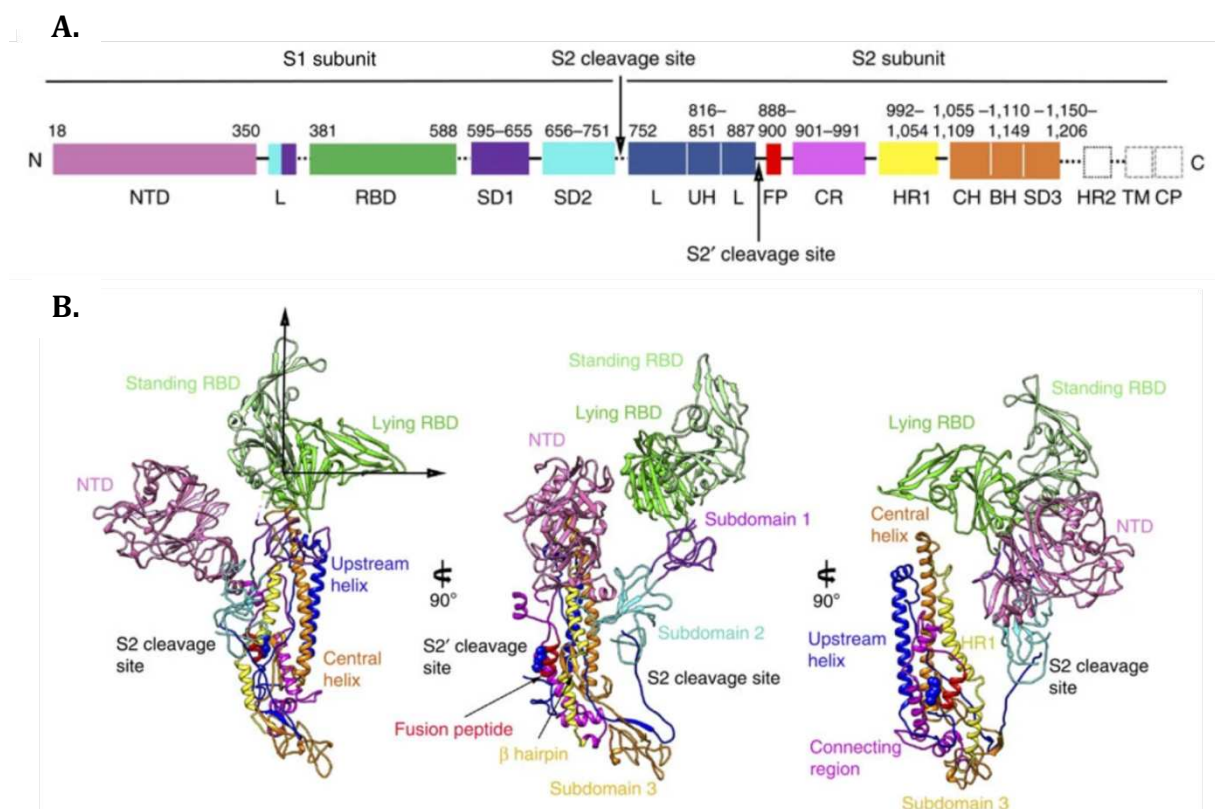 A.
S1 subunit S2 cleavage site S2 subunit
816– 888– 992– 1,055 –1,110 –1,150–
18 350 381 588 595–655 656–751 752 851 887 900 901–991 1,054 1,109 1,149 1,206
N C
NTD L RBD SD1 SD2 L UH L FP CR HR1 CH BH SD3 HR2 TM CP
S2′ cleavage site
B.
Standing RBD
Lying RBD
NTD
Upstream
helix
S2 cleavage
site
Central
helix
90°
Standing RBD
Lying RBD
NTD
Subdomain 1
S2′ cleavage
site
Subdomain 2
S2 cleavage site
Fusion peptide
β hairpin
Subdomain 3
90°
Standing RBD
Lying RBD
Central
helix
NTD
Upstream
helix
HR1
S2 cleavage
site
Connecting
region
Subdomain 3